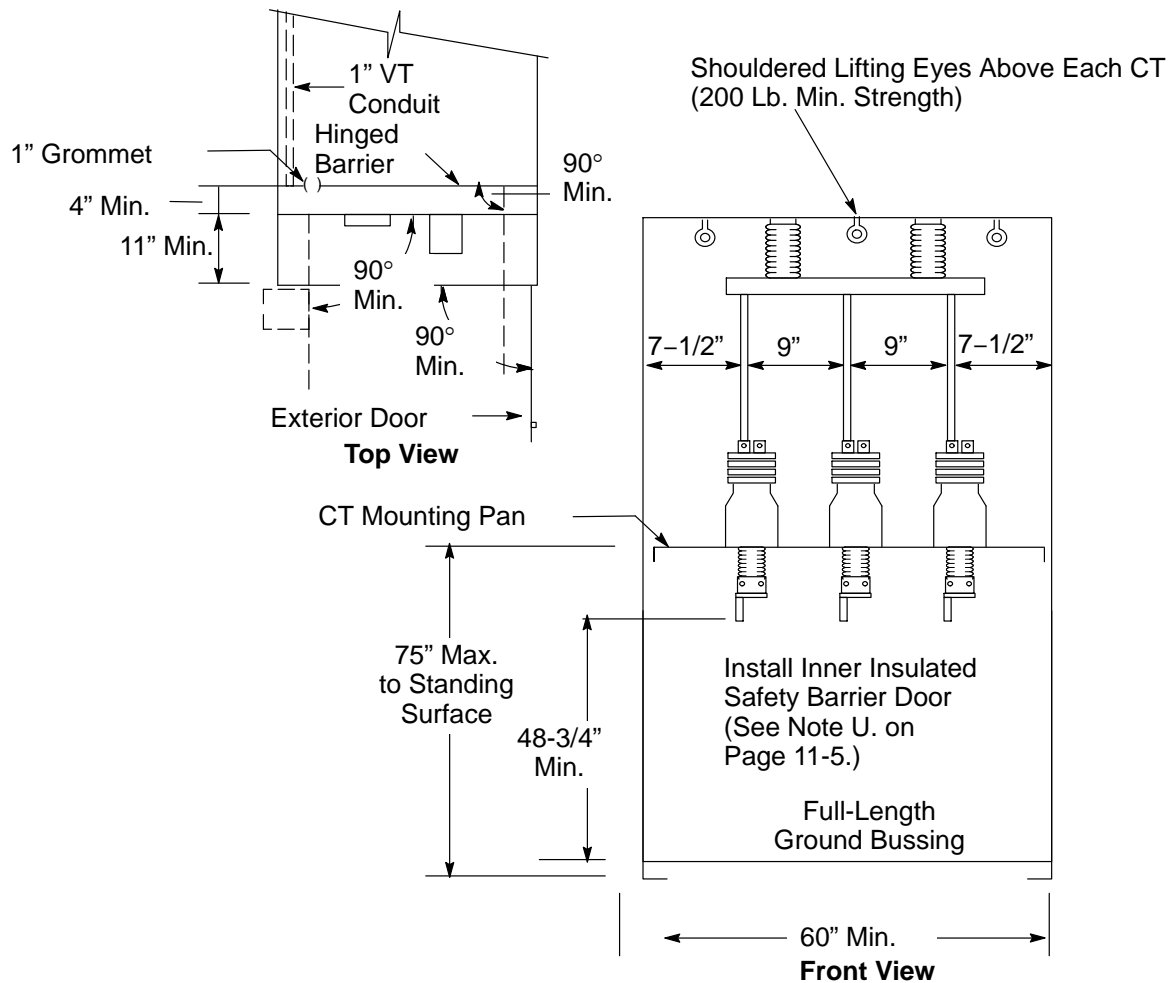 1” VT
Conduit
Hinged
Barrier
1” Grommet
90°
Min.
4” Min.
11” Min.
90°
Min.
90°
Min.
Exterior Door
Top View
Shouldered Lifting Eyes Above Each CT
(200 Lb. Min. Strength)
7–1/2”
9”
9”
7–1/2”
CT Mounting Pan
75” Max.
to Standing
Surface
48-3/4”
Min.
Install Inner Insulated
Safety Barrier Door
(See Note U. on
Page 11-5.)
Full-Length
Ground Bussing
60” Min.
Front View